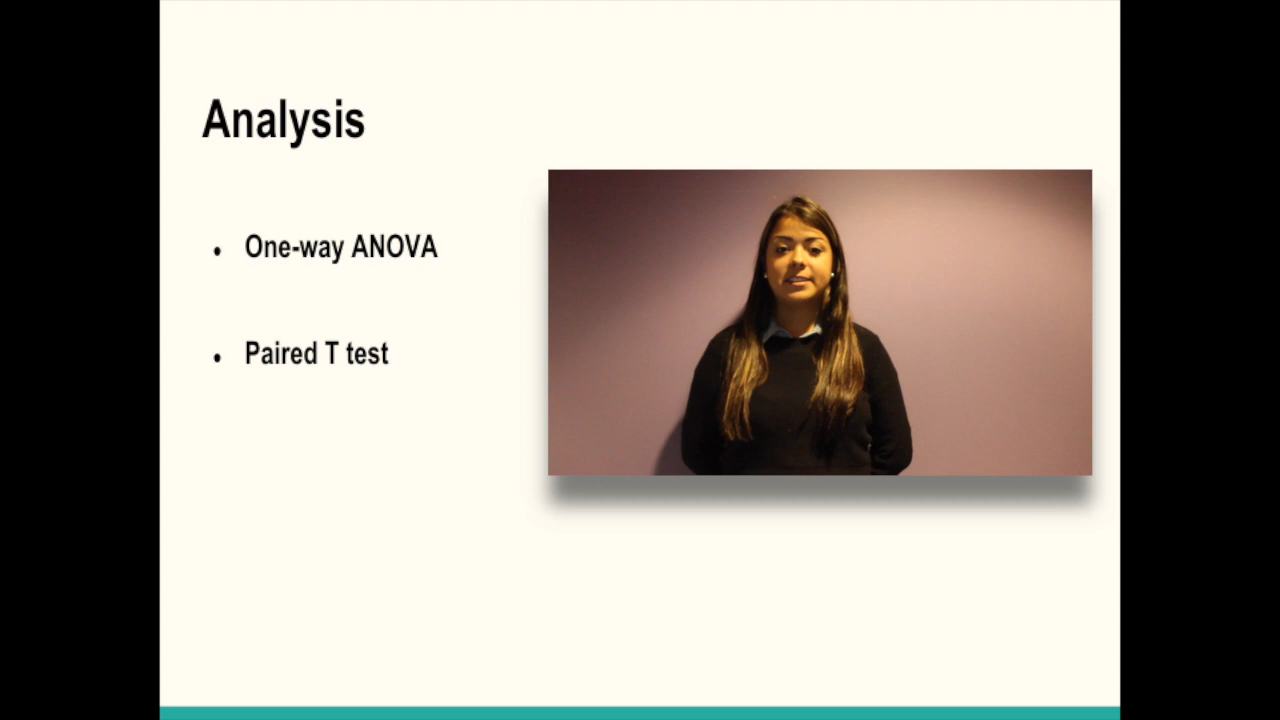 Analysis
• One-way ANOVA
• Paired T test